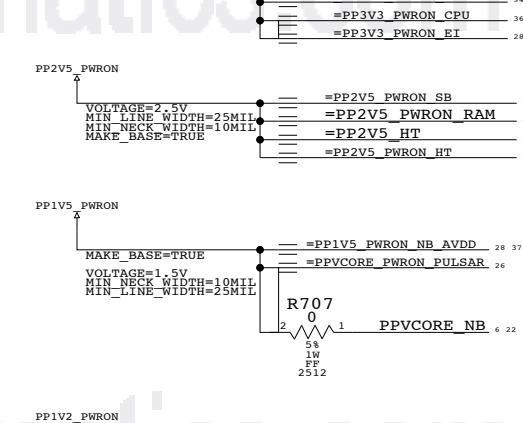 =PP3V3_PWRON_CPU 36
=PP3V3_PWRON_EI 28
PP2V5_PWRON
=PP2V5_PWRON_SB
VOLTAGE=2.5V
MIN_LINE_WIDTH=25MIL
=PP2V5_PWRON_RAM
MIN_NECK_WIDTH=10MIL
MAKE_BASE=TRUE
=PP2V5_HT
=PP2V5_PWRON_HT
PP1V5_PWRON
=PP1V5_PWRON_NB_AVDD 28 37
MAKE_BASE=TRUE
=PPVCORE_PWRON_PULSAR 26
VOLTAGE=1.5V
MIN_NECK_WIDTH=10MIL
MIN_LINE_WIDTH=25MIL
R707
0
2 1 PPVCORE_NB 6 22
5%
1W
FF
2512
PP1V2_PWRON